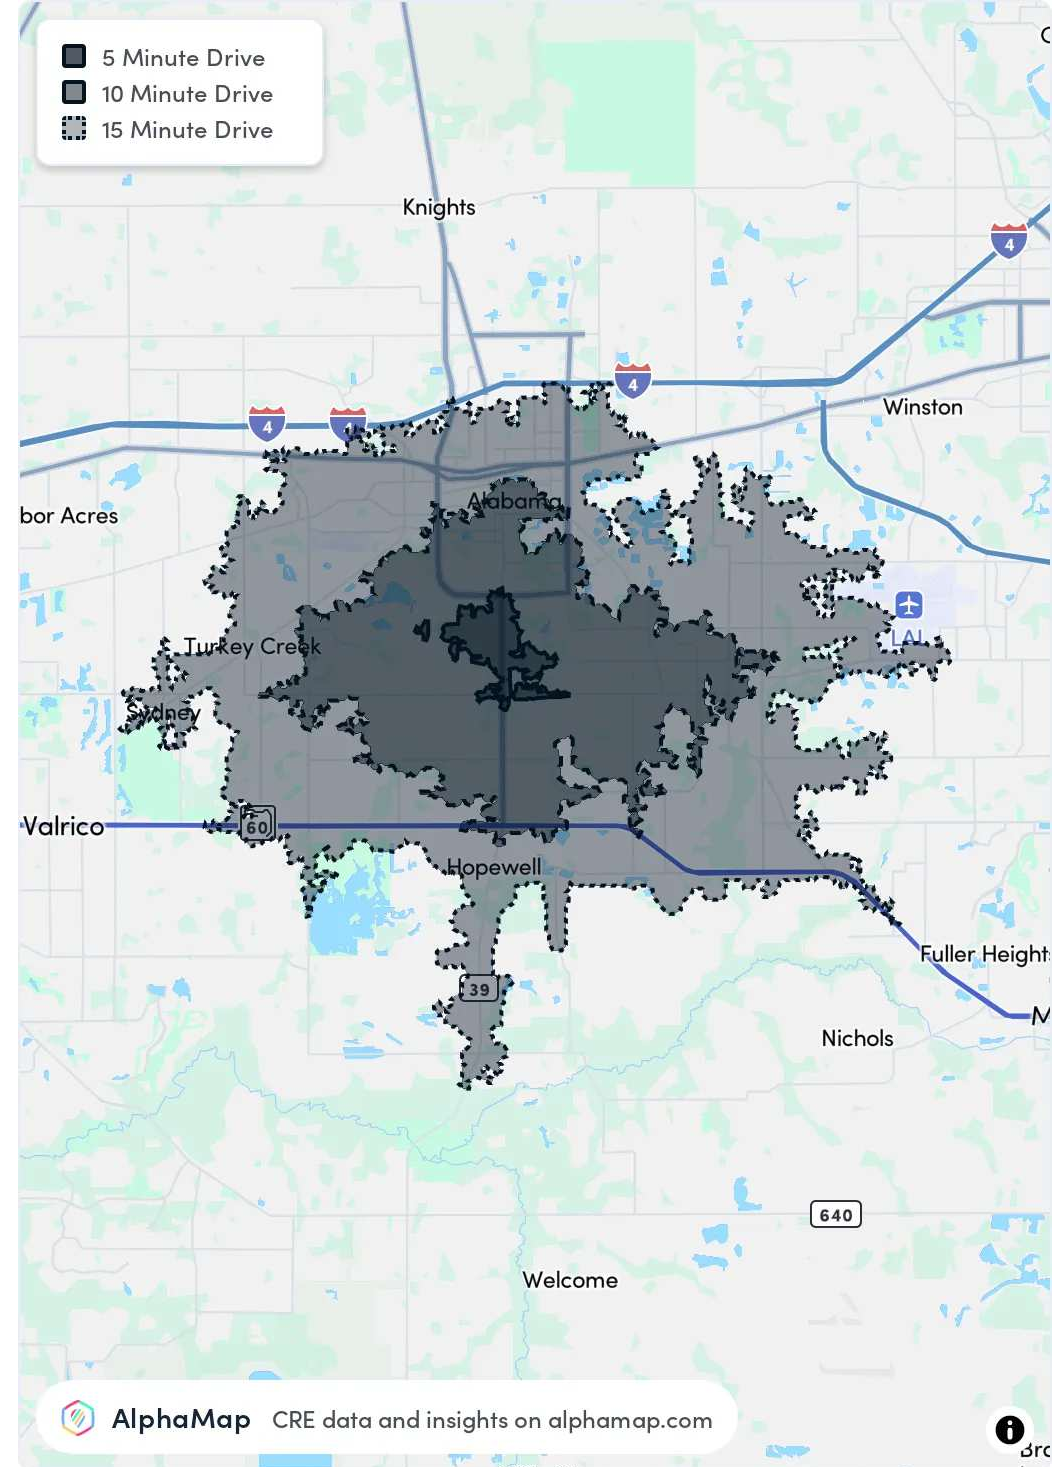 5 Minute Drive
10 Minute Drive
15 Minute Drive
Knights
4
4
Winston
4
4
bor Acres
Alabama
LAL
Turkey Creek
Sydney
Valrico
60
Hopewell
Fuller Heights
39
M
Nichols
640
Welcome
AlphaMap CRE data and insights on alphamap.com
Bro